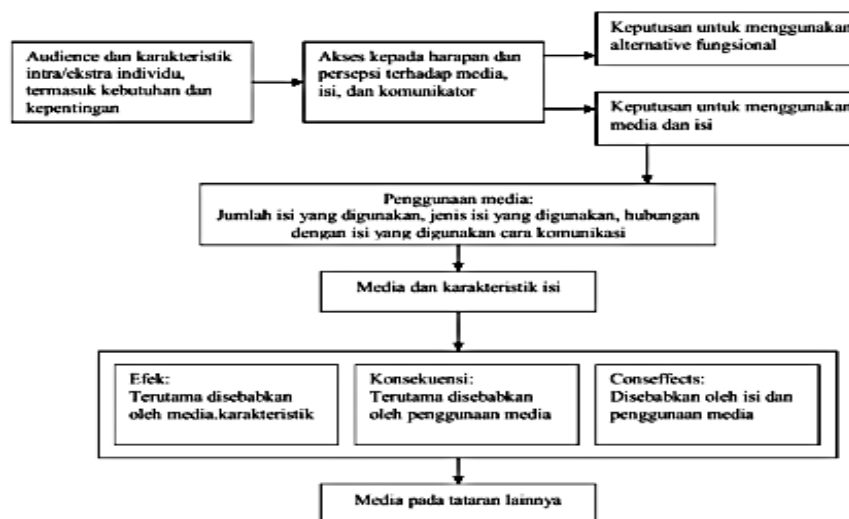 Audience dan karakteristik
intra/ekstra individu,
termasuk kebutuhan dan
kepentingan
Akses kepada harapan dan
persepsi terhadap media,
isi, dan komunikator
Keputusan untuk menggunakan
alternative fungsional
Keputusan untuk menggunakan
media dan isi
Penggunaan media:
Jumlah isi yang digunakan, jenis isi yang digunakan, hubungan
dengan isi yang digunakan cara komunikasi
Media dan karakteristik isi
Efek:
Terutama disebabkan
oleh media.karakteristik
Konsekuensi:
Terutama disebabkan
oleh penggunaan media
Conseffects:
Disebabkan oleh isi dan
penggunaan media
Media pada tataran lainnya